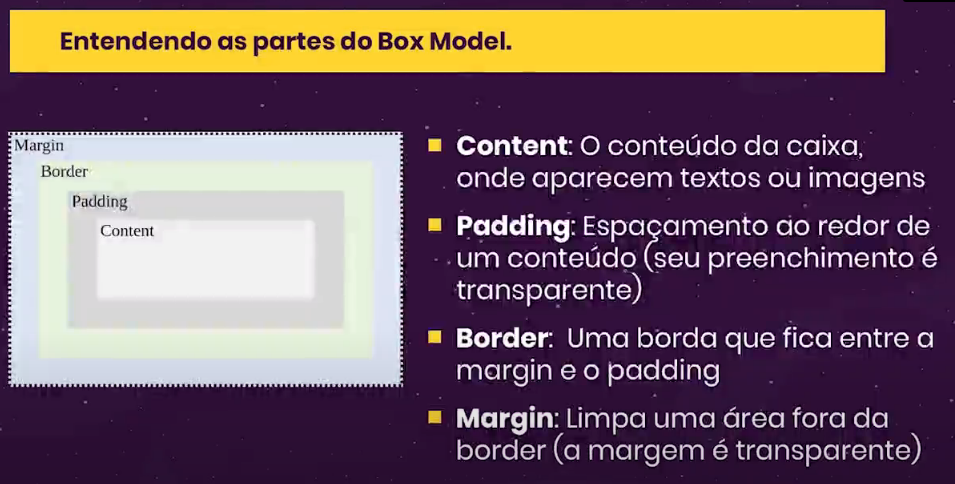 Entendendo as partes do Box Model.
Margin
Border
Padding
Content
Content: O conteúdo da caixa,
onde aparecem textos ou imagens
Padding: Espaçamento ao redor de
um conteúdo (seu preenchimento é
transparente)
Border: Uma borda que fica entre a
margin e o padding
Margin: Limpa uma área fora da
border (a margem é transparente)